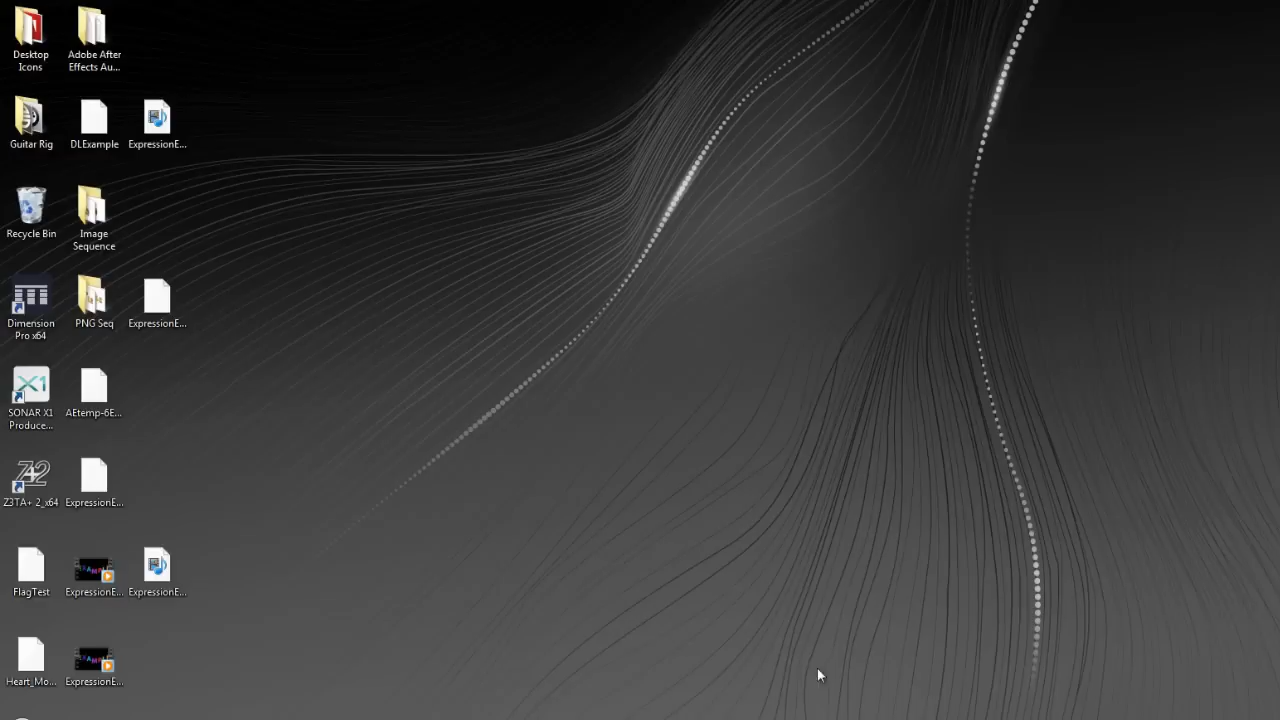 Desktop
Icons
Adobe After
Effects Au...
Guitar Rig
DLExample
ExpressionE...
Recycle Bin
Image
Sequence
Dimension
Pro x64
PNG Seq
ExpressionE...
SONAR X1
Produce...
AEtemp-6E...
Z3TA+ 2_x64
ExpressionE...
FlagTest
ExpressionE...
ExpressionE...
Heart_Mo...
ExpressionE...